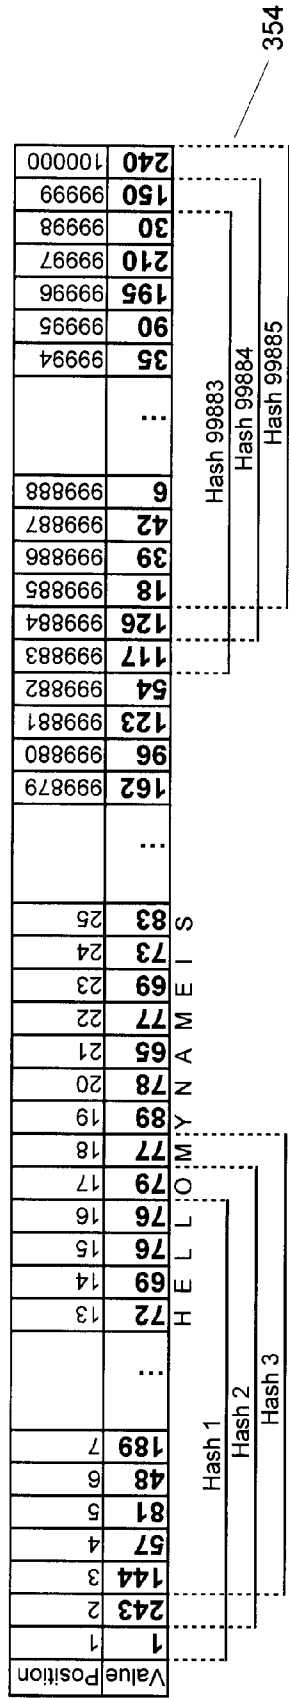 Position 1 2 3 4 5 6 7 13 14 15 16 17 18 19 20 21 22 23 24 25 999879 999880 999881 999882 999883 999884 999885 999886 999887 999888 99994 99995 99996 99997 99998 99999 100000
Value 1 243 144 57 81 48 189 ... 72 69 76 76 79 77 89 78 65 77 69 73 83 ... 162 96 123 54 117 126 18 39 42 6 ... 35 90 195 210 30 150 240
H E L L O M Y N A M E I S
Hash 1
Hash 2
Hash 3
Hash 99883
Hash 99884
Hash 99885
354